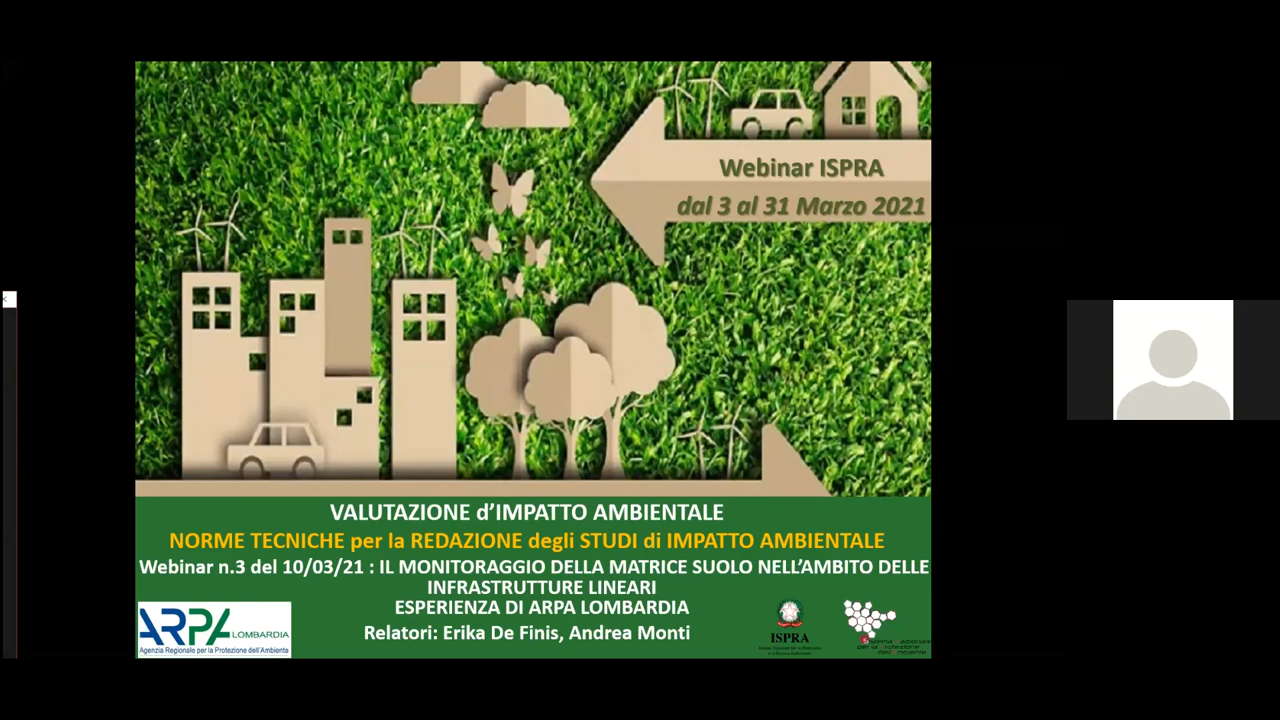 Webinar ISPRA
dal 3 al 31 Marzo 2021
VALUTAZIONE d'IMPATTO AMBIENTALE
NORME TECNICHE per la REDAZIONE degli STUDI di IMPATTO AMBIENTALE
Webinar n.3 del 10/03/21 : IL MONITORAGGIO DELLA MATRICE SUOLO NELL'AMBITO DELLE
INFRASTRUTTURE LINEARI
ESPERIENZA DI ARPA LOMBARDIA
Relatori: Erika De Finis, Andrea Monti
ARPA LOMBARDIA
Agenzia Regionale per la Protezione dell'Ambiente
ISPRA